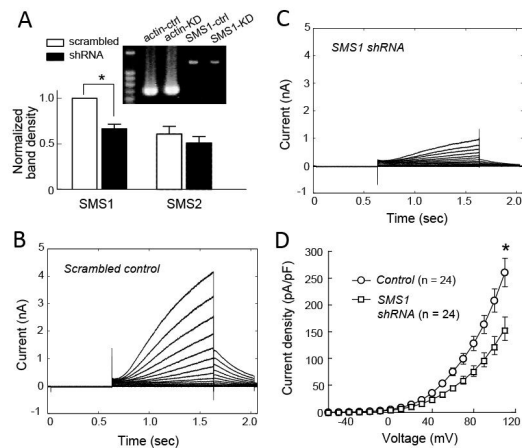 A
scrambled
shRNA
actin-ctrl
actin-KD
SMS1-ctrl
SMS1-KD
*
Normalized
band density
1.0
0.5
0
SMS1
SMS2
B
Scrambled control
Current (nA)
5
4
3
2
1
0
1
0
0.5
1.0
1.5
2.0
Time (sec)
C
SMS1 shRNA
Current (nA)
4
3
2
1
0
-1
0
0.5
1.0
1.5
2.0
Time (sec)
D
*
Control (n = 24)
SMS1
shRNA (n = 24)
Current density (pA/pF)
300
250
200
150
100
50
0
-40
0
40
80
120
Voltage (mV)